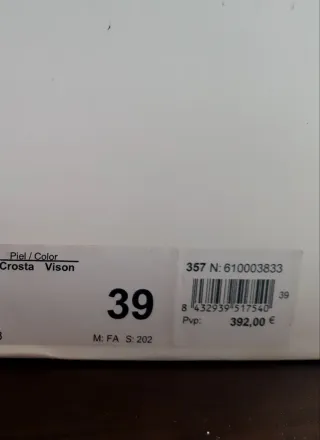 Piel / Color
Crosta Vison
39
M: FA S: 202
357 N: 610003833
39
8 432939 517540
Pvp: 392,00 €